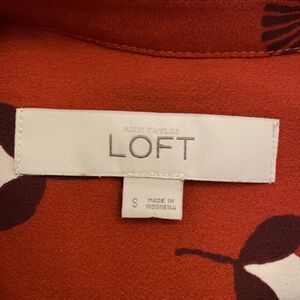 ANN TAYLOR
LOFT
S
MADE IN
INDONESIA